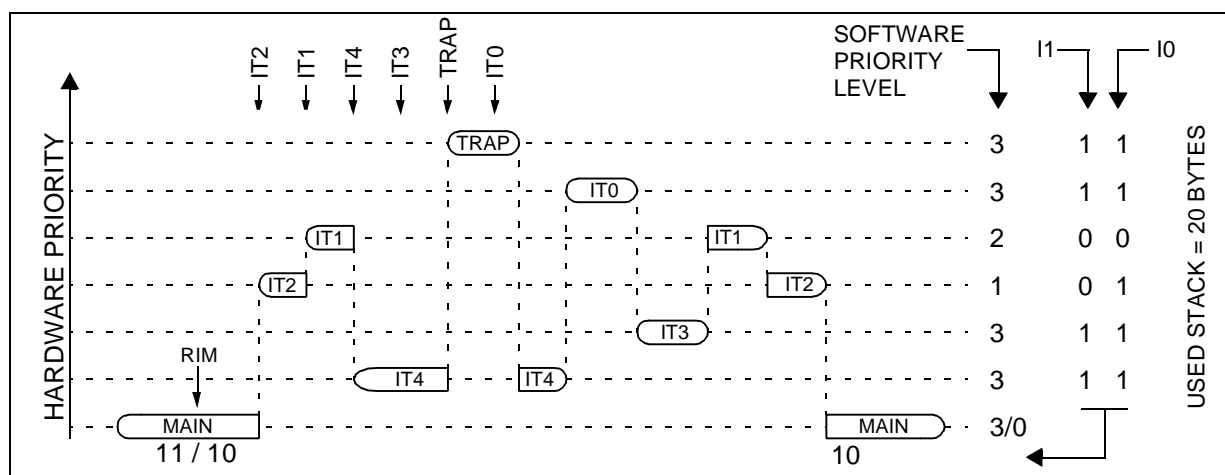 SOFTWARE
PRIORITY
LEVEL
I1
I0
IT2
IT1
IT4
IT3
TRAP
IT0
HARDWARE PRIORITY
USED STACK = 20 BYTES
TRAP
3
1 1
IT0
3
1 1
IT1
IT1
2
0 0
IT2
IT2
1
0 1
IT3
3
1 1
RIM
IT4
IT4
3
1 1
MAIN
MAIN
3/0
11 / 10
10